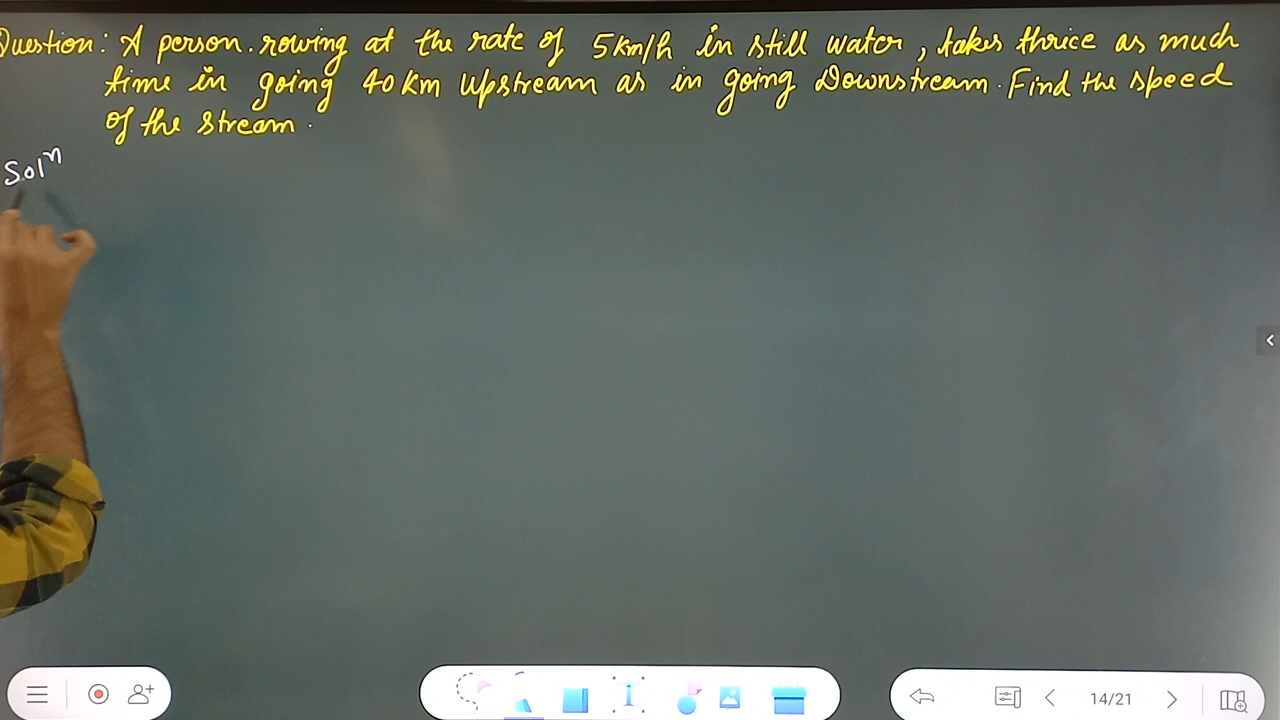 Question: A person rowing at the rate of 5km/h in still water, takes thrice as much
time in going 40km upstream as in going Downstream. Find the speed
of the stream.
Solⁿ
14/21